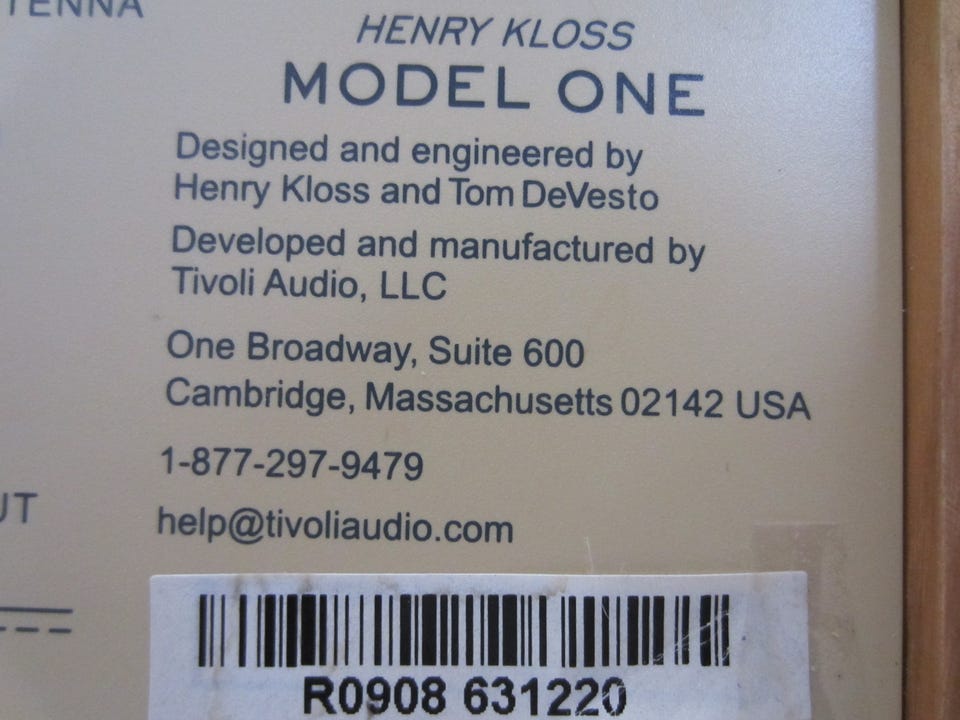 TENNA
HENRY KLOSS
MODEL ONE
Designed and engineered by
Henry Kloss and Tom DeVesto
Developed and manufactured by
Tivoli Audio, LLC
One Broadway, Suite 600
Cambridge, Massachusetts 02142 USA
1-877-297-9479
UT
help@tivoliaudio.com
R0908 631220